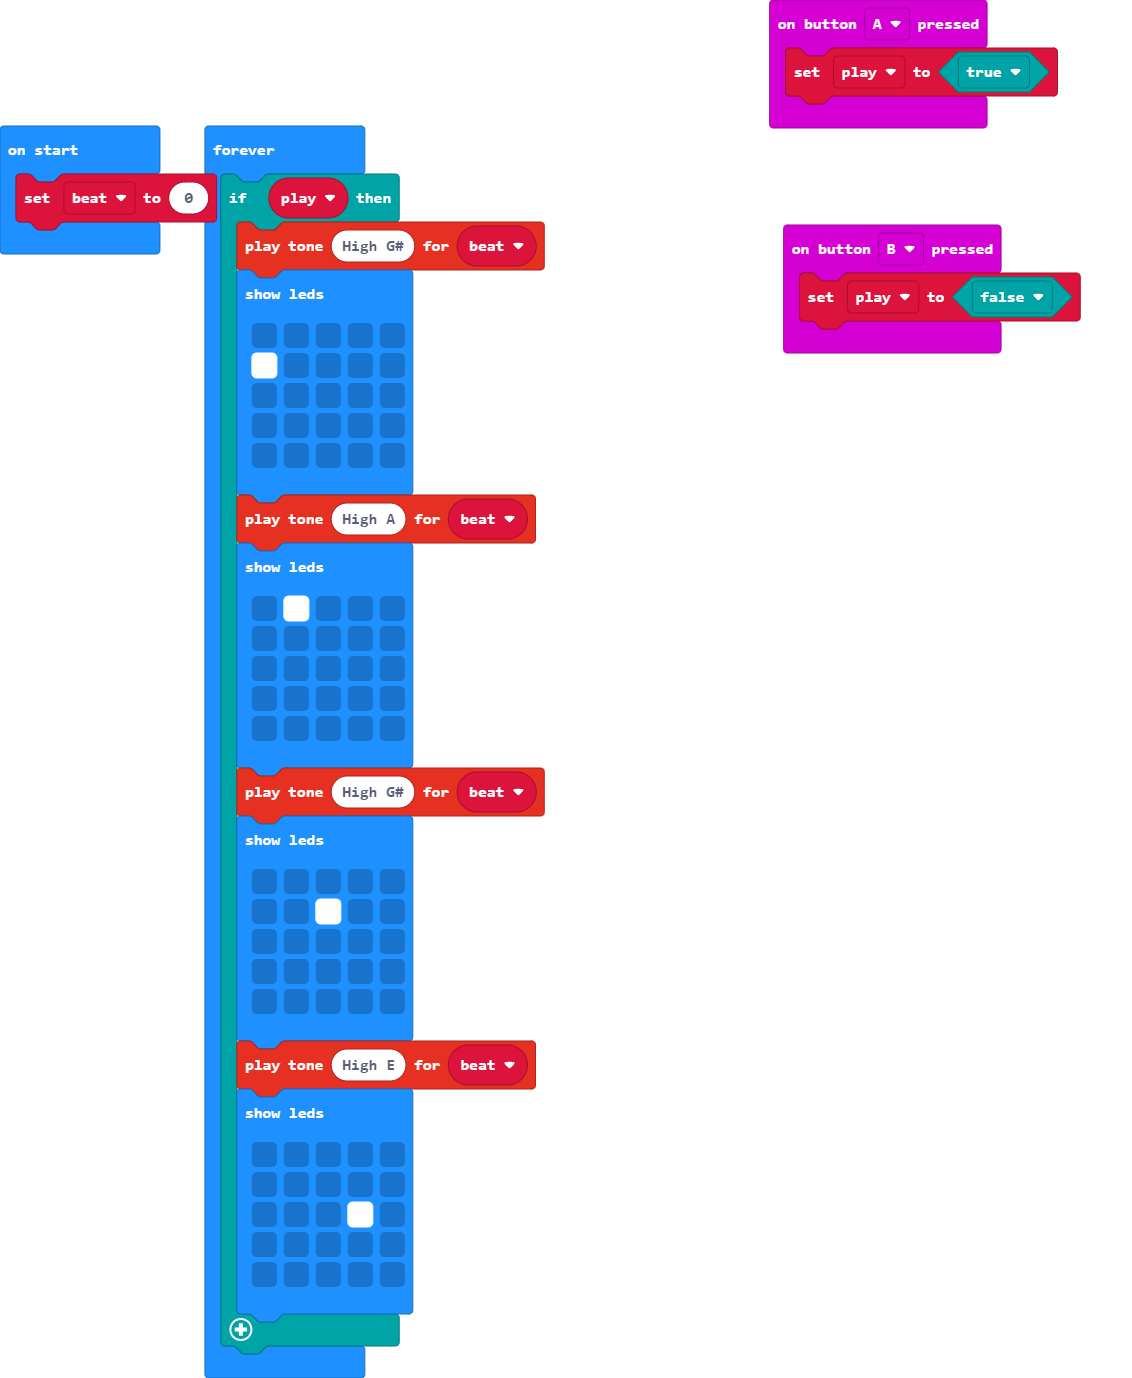 on start
set beat to 0
forever
if play then
play tone High G# for beat
show leds
play tone High A for beat
show leds
play tone High G# for beat
show leds
play tone High E for beat
show leds
on button A pressed
set play to true
on button B pressed
set play to false